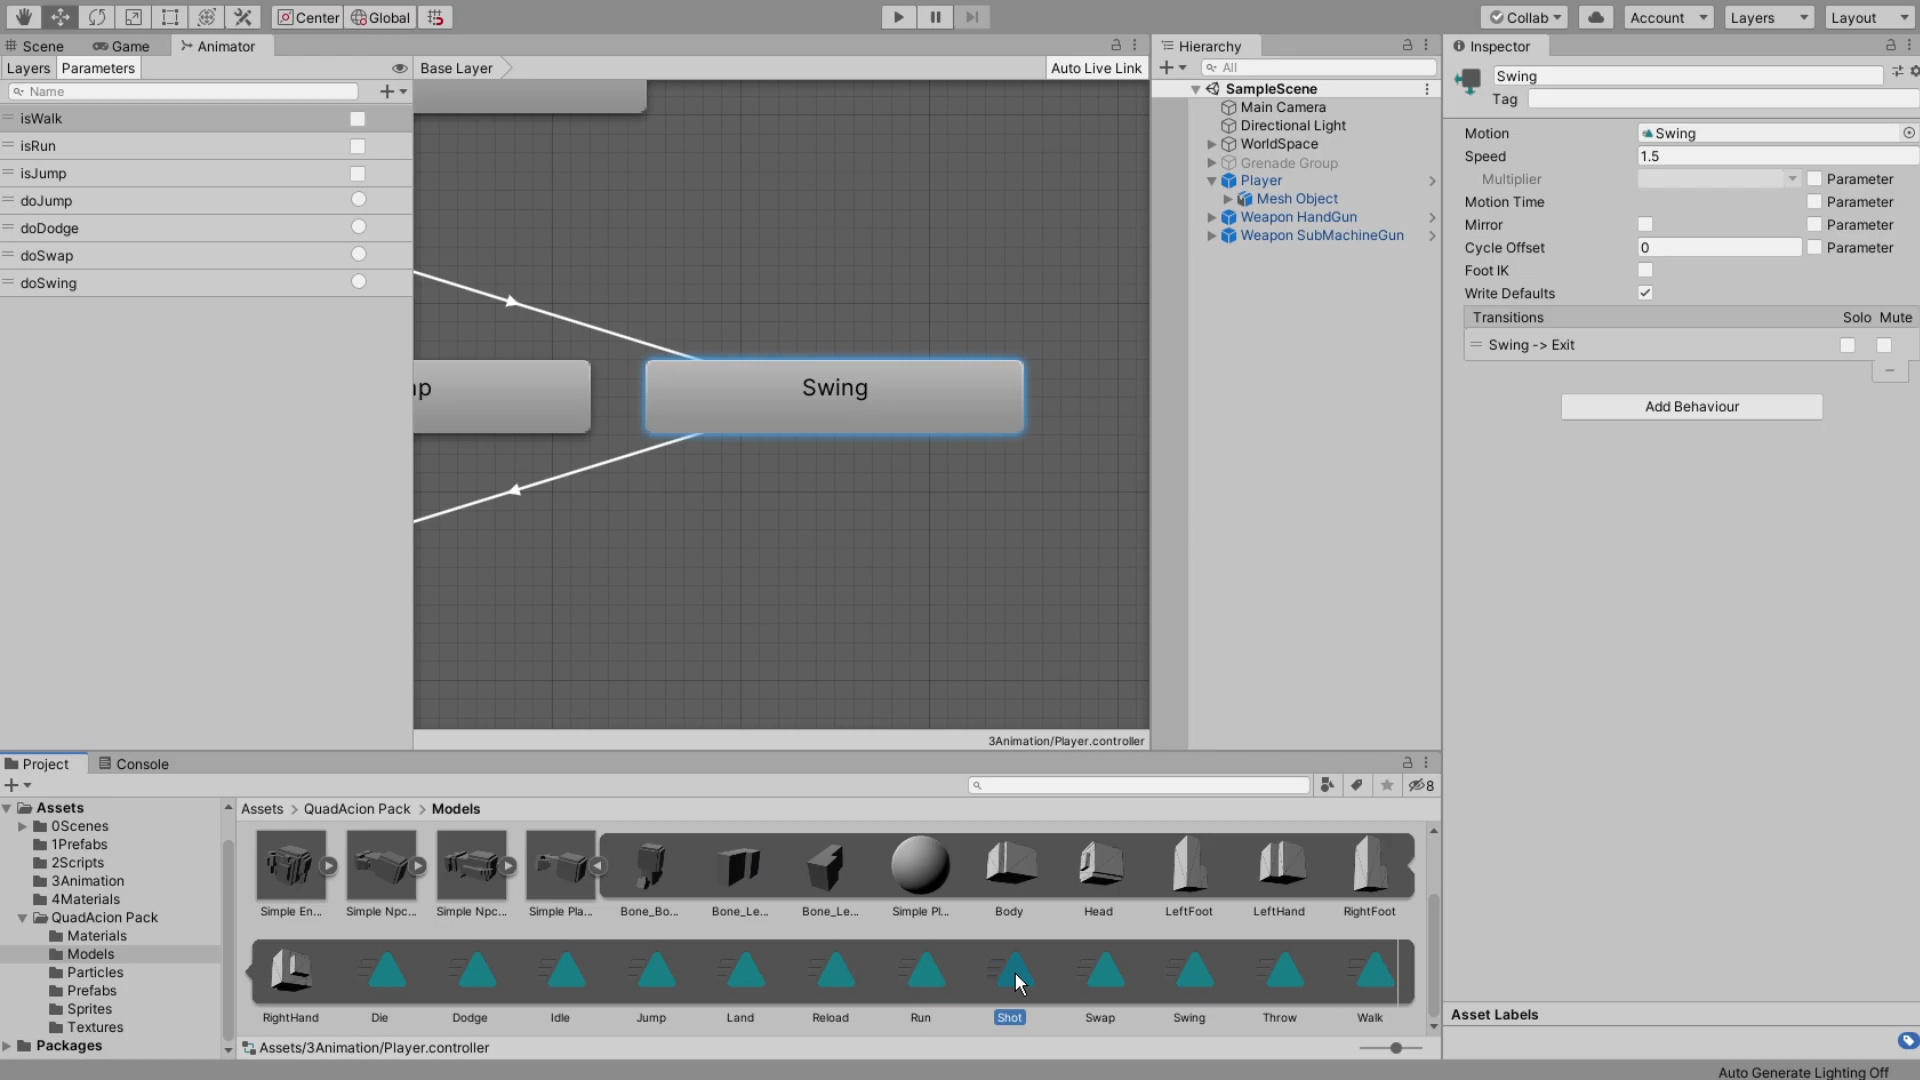 Center Global
Collab Account Layers Layout
Scene Game Animator
Layers Parameters
Base Layer
Auto Live Link
Name
isWalk
isRun
isJump
doJump
doDodge
doSwap
doSwing
ap
Swing
3Animation/Player.controller
Hierarchy
All
SampleScene
Main Camera
Directional Light
WorldSpace
Grenade Group
Player
Mesh Object
Weapon HandGun
Weapon SubMachineGun
Inspector
Swing
Tag
Motion Swing
Speed 1.5
Multiplier Parameter
Motion Time Parameter
Mirror Parameter
Cycle Offset 0 Parameter
Foot IK
Write Defaults
Transitions Solo Mute
Swing -> Exit
Add Behaviour
Project Console
8
Assets
0Scenes
1Prefabs
2Scripts
3Animation
4Materials
QuadAcion Pack
Materials
Models
Particles
Prefabs
Sprites
Textures
Packages
Assets > QuadAcion Pack > Models
Simple En... Simple Npc... Simple Npc... Simple Pla... Bone_Bo... Bone_Le... Bone_Le... Simple Pl... Body Head LeftFoot LeftHand RightFoot
RightHand Die Dodge Idle Jump Land Reload Run Shot Swap Swing Throw Walk
Assets/3Animation/Player.controller
Asset Labels
Auto Generate Lighting Off